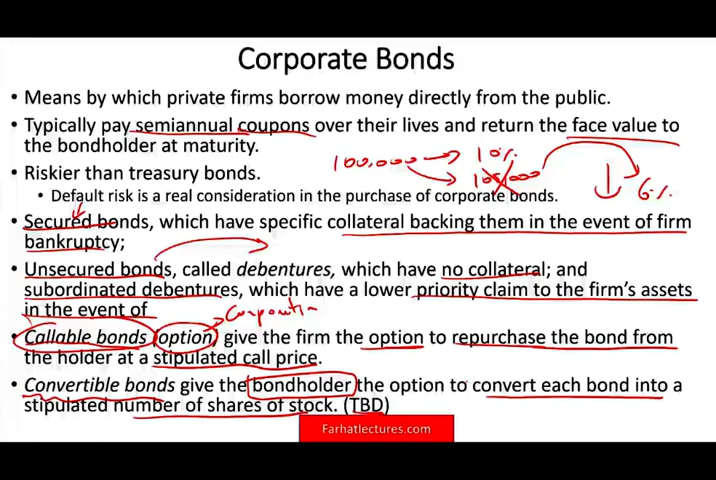 Corporate Bonds
• Means by which private firms borrow money directly from the public.
• Typically pay semiannual coupons over their lives and return the face value to
the bondholder at maturity.
100,000 10%
• Riskier than treasury bonds.
6%
• Default risk is a real consideration in the purchase of corporate bonds.
• Secured bonds, which have specific collateral backing them in the event of firm
bankruptcy;
• Unsecured bonds, called debentures, which have no collateral; and
subordinated debentures, which have a lower priority claim to the firm's assets
in the event of
• Callable bonds (option) give the firm the option to repurchase the bond from
the holder at a stipulated call price.
• Convertible bonds give the bondholder the option to convert each bond into a
stipulated number of shares of stock. (TBD)
Farhatlectures.com